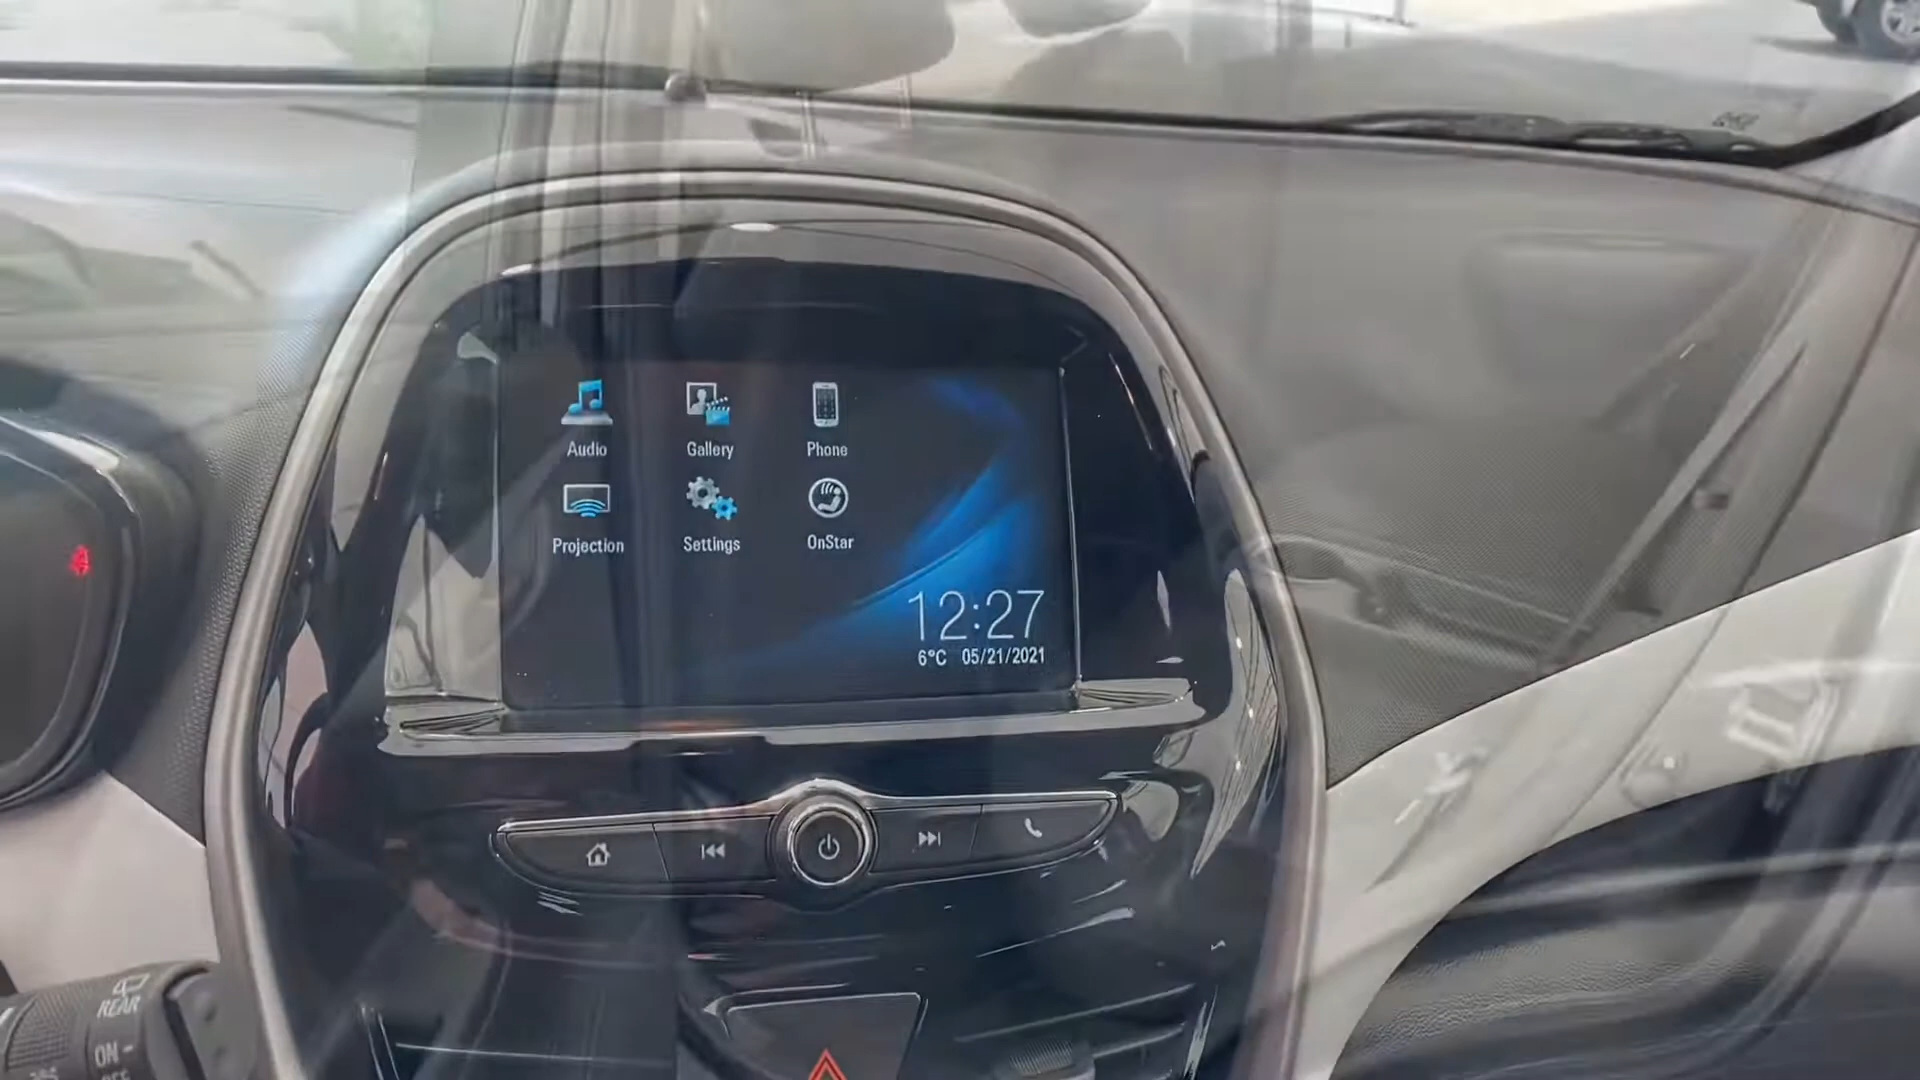 Audio
Gallery
Phone
Projection
Settings
OnStar
12:27
6°C 05/21/2021
REAR
ON -